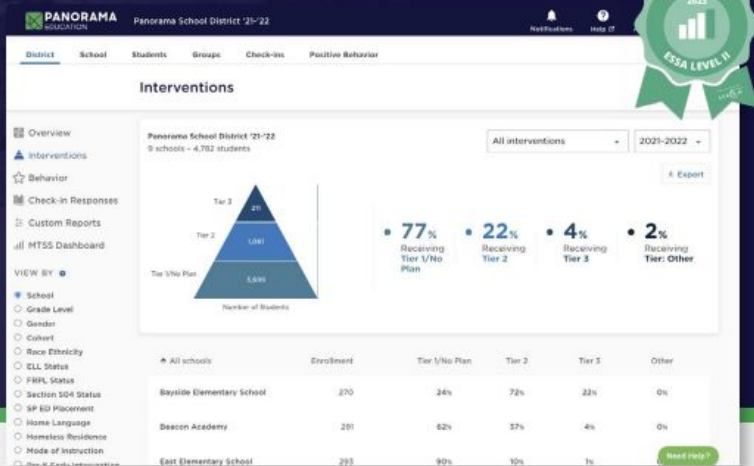 PANORAMA
EDUCATION
Panorama School District '21-'22
Notifications
Help
2022
ESSA LEVEL II
District School Students Groups Check-ins Positive Behavior
Interventions
Overview
Interventions
Behavior
Check-in Responses
Custom Reports
MTSS Dashboard
VIEW BY
School
Grade Level
Gender
Cohort
Race Ethnicity
ELL Status
FRPL Status
Section 504 Status
SP ED Placement
Home Language
Homeless Residence
Mode of Instruction
Panorama School District '21-'22
9 schools - 4,782 students
All interventions
2021-2022
Export
Tier 3
211
Tier 2
Tier 1/No Plan
Number of Students
77%
Receiving
Tier 1/No
Plan
22%
Receiving
Tier 2
4%
Receiving
Tier 3
2%
Receiving
Tier: Other
All schools Enrollment Tier 1/No Plan Tier 2 Tier 3 Other
Bayside Elementary School 270 24% 72% 22% 0%
Beacon Academy 291 62% 37% 4% 0%
East Elementary School 293 90% 10% 1%
Need Help?